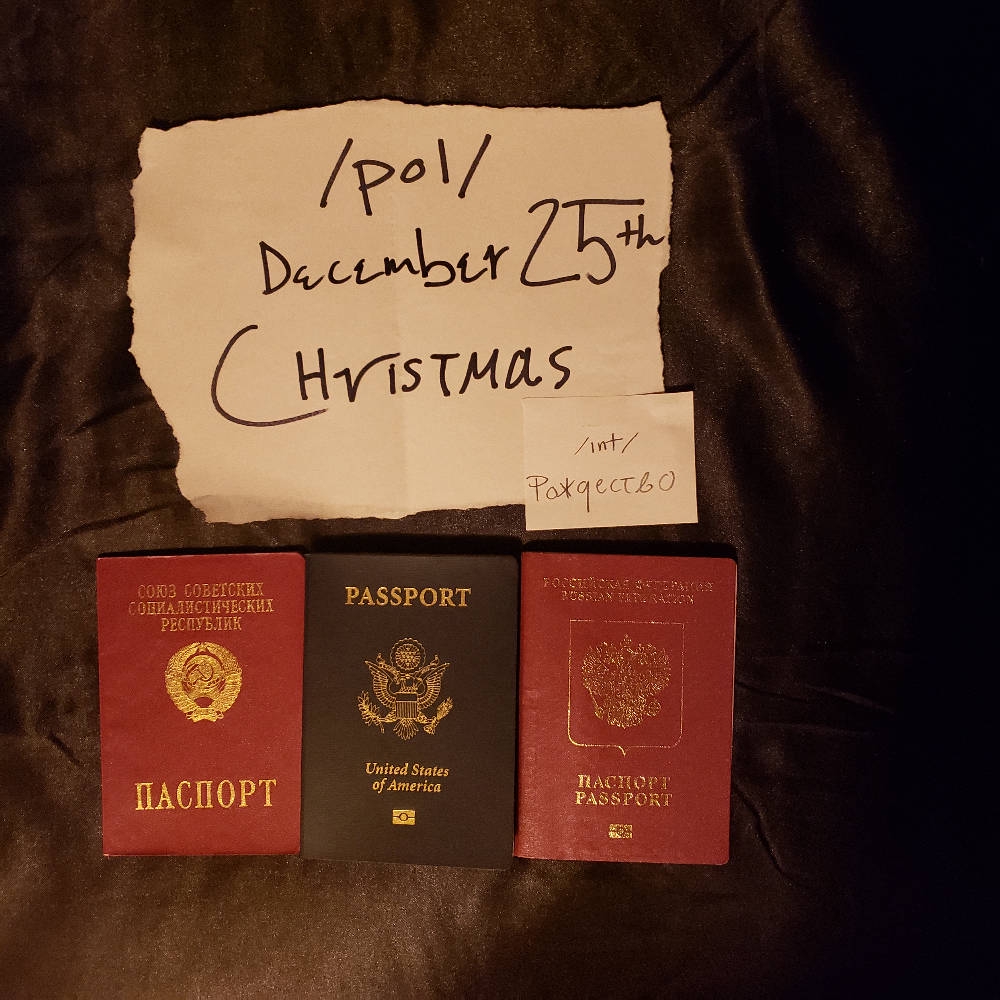 /pol/
December 25th
Christmas
/int/
Рождество
СОЮЗ СОВЕТСКИХ
СОЦИАЛИСТИЧЕСКИХ
РЕСПУБЛИК
ПАСПОРТ
PASSPORT
United States
of America
РОССИЙСКАЯ ФЕДЕРАЦИЯ
RUSSIAN FEDERATION
ПАСПОРТ
PASSPORT